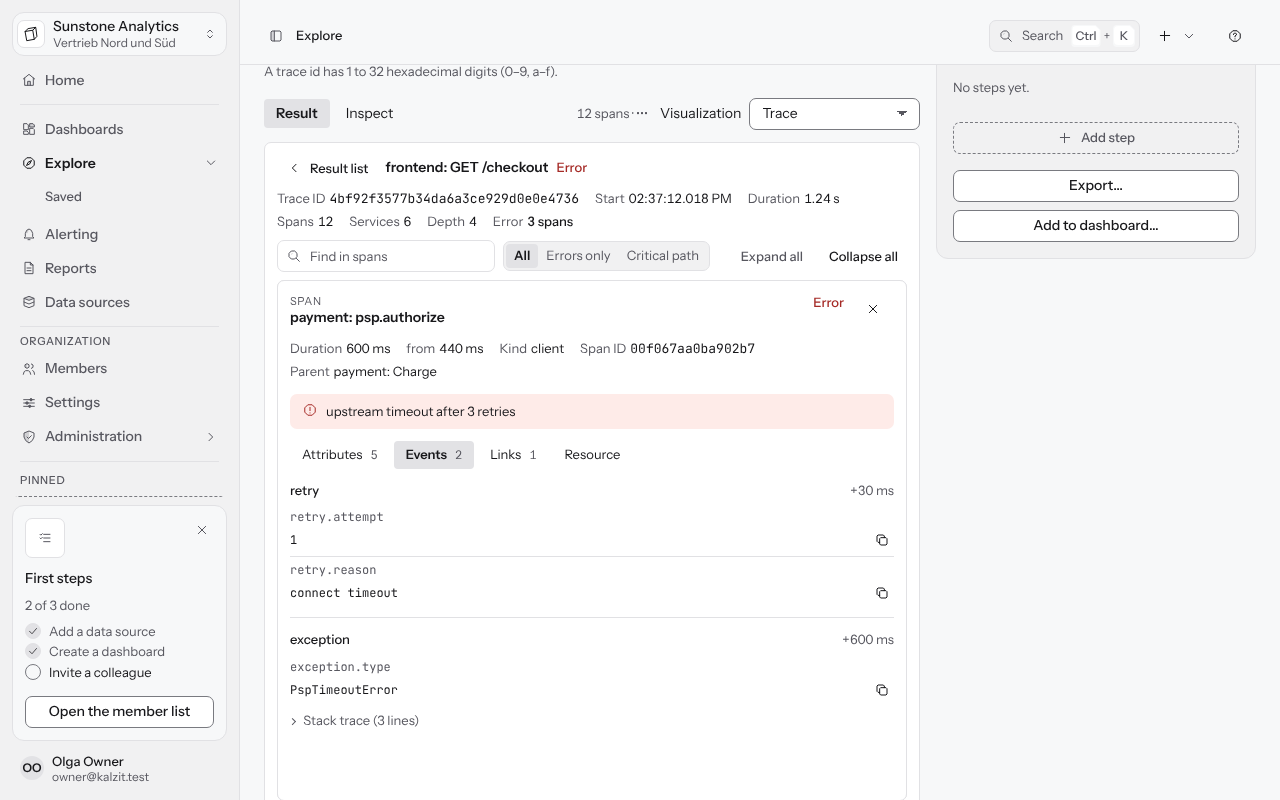 Sunstone Analytics
Vertrieb Nord und Süd
Home
Dashboards
Explore
Saved
Alerting
Reports
Data sources
ORGANIZATION
Members
Settings
Administration
PINNED
First steps
2 of 3 done
Add a data source
Create a dashboard
Invite a colleague
Open the member list
OO
Olga Owner
owner@kalzit.test
Explore
Search Ctrl + K
A trace id has 1 to 32 hexadecimal digits (0–9, a–f).
Result Inspect 12 spans · ··· Visualization Trace
Result list frontend: GET /checkout Error
Trace ID 4bf92f3577b34da6a3ce929d0e0e4736 Start 02:37:12.018 PM Duration 1.24 s
Spans 12 Services 6 Depth 4 Error 3 spans
Find in spans All Errors only Critical path Expand all Collapse all
SPAN
payment: psp.authorize Error
Duration 600 ms from 440 ms Kind client Span ID 00f067aa0ba902b7
Parent payment: Charge
upstream timeout after 3 retries
Attributes 5 Events 2 Links 1 Resource
retry +30 ms
retry.attempt
1
retry.reason
connect timeout
exception +600 ms
exception.type
PspTimeoutError
Stack trace (3 lines)
No steps yet.
Add step
Export...
Add to dashboard...